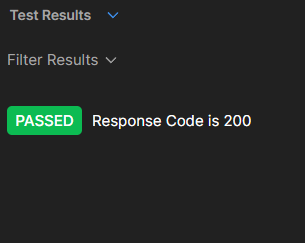 Test Results
Filter Results
PASSED Response Code is 200